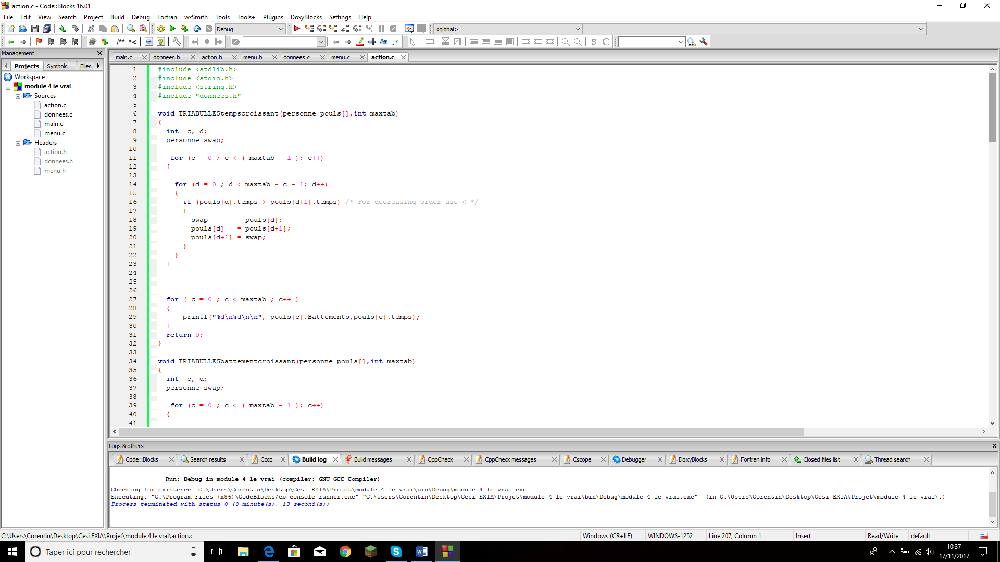 action.c - Code::Blocks 16.01
File Edit View Search Project Build Debug Fortran wxSmith Tools Tools+ Plugins DoxyBlocks Settings Help
Debug <global>
/** *< S C
Management
Projects Symbols Files
Workspace
module 4 le vrai
Sources
action.c
donnees.c
main.c
menu.c
Headers
action.h
donnees.h
menu.h
main.c donnees.h action.h menu.h donnees.c menu.c action.c
1 #include <stdlib.h>
2 #include <stdio.h>
3 #include <string.h>
4 #include "donnees.h"
5
6 void TRIABULLEStempscroissant(personne pouls[],int maxtab)
7 {
8 int  c, d;
9 personne swap;
10
11 for (c = 0 ; c < ( maxtab - 1 ); c++)
12 {
13
14 for (d = 0 ; d < maxtab - c - 1; d++)
15 {
16 if (pouls[d].temps > pouls[d+1].temps) /* For decreasing order use < */
17 {
18 swap       = pouls[d];
19 pouls[d]   = pouls[d+1];
20 pouls[d+1] = swap;
21 }
22 }
23 }
24
25
26
27 for ( c = 0 ; c < maxtab ; c++ )
28 {
29 printf("%d\n%d\n\n", pouls[c].Battements,pouls[c].temps);
30 }
31 return 0;
32 }
33
34 void TRIABULLESbattementcroissant(personne pouls[],int maxtab)
35 {
36 int  c, d;
37 personne swap;
38
39 for (c = 0 ; c < ( maxtab - 1 ); c++)
40 {
41
Logs & others
Code::Blocks Search results Cccc Build log Build messages CppCheck CppCheck messages Cscope Debugger DoxyBlocks Fortran info Closed files list Thread search
-------------- Run: Debug in module 4 le vrai (compiler: GNU GCC Compiler)---------------
Checking for existence: C:\Users\Corentin\Desktop\Cesi EXIA\Projet\module 4 le vrai\bin\Debug\module 4 le vrai.exe
Executing: "C:\Program Files (x86)\CodeBlocks/cb_console_runner.exe" "C:\Users\Corentin\Desktop\Cesi EXIA\Projet\module 4 le vrai\bin\Debug\module 4 le vrai.exe"  (in C:\Users\Corentin\Desktop\Cesi EXIA\Projet\module 4 le vrai\.)
Process terminated with status 0 (0 minute(s), 13 second(s))
C:\Users\Corentin\Desktop\Cesi EXIA\Projet\module 4 le vrai\action.c Windows (CR+LF) WINDOWS-1252 Line 207, Column 1 Insert Read/Write default
Taper ici pour rechercher
10:37
17/11/2017